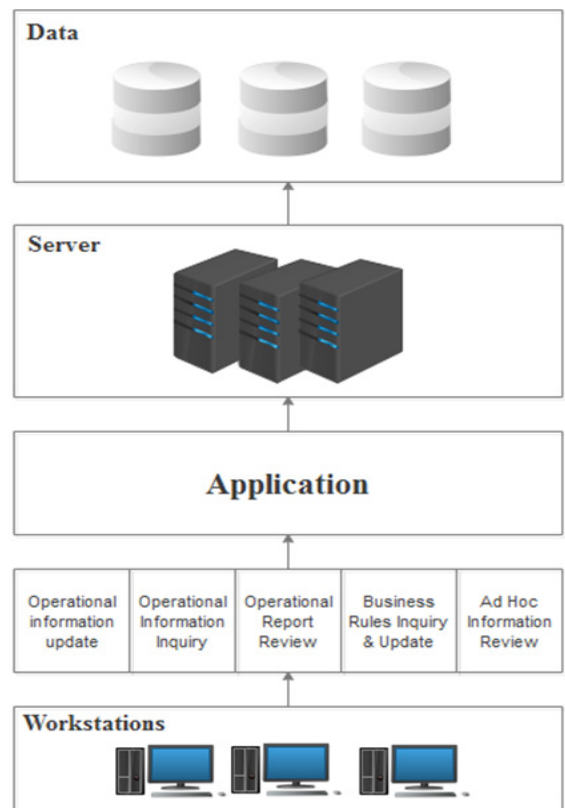 Data
Server
Application
Operational
information
update
Operational
Information
Inquiry
Operational
Report
Review
Business
Rules Inquiry
& Update
Ad Hoc
Information
Review
Workstations